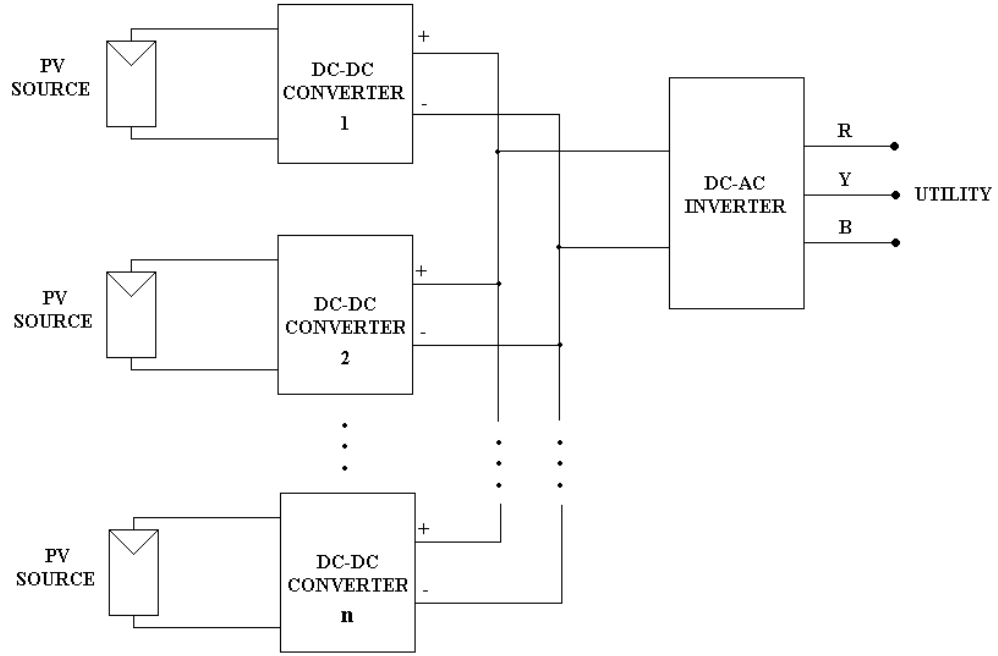 PV
SOURCE
DC-DC
CONVERTER
1
+
-
DC-AC
INVERTER
R
Y
B
UTILITY
PV
SOURCE
DC-DC
CONVERTER
2
+
-
PV
SOURCE
DC-DC
CONVERTER
n
+
-